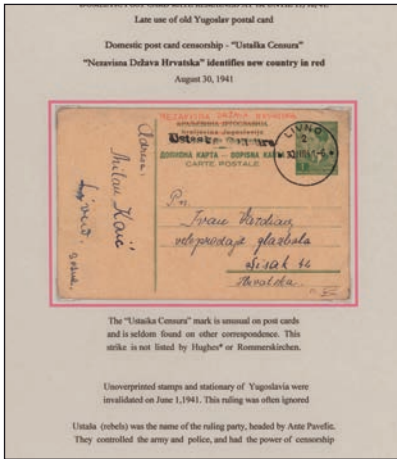 Late use of old Yugoslav postal card
Domestic post card censorship - "Ustaška Censura"
"Nezavisna Država Hrvatska" identifies new country in red
August 30, 1941
NEZAVISNA DRŽAVA HRVATSKA
КРАЉЕВИНА ЈУГОСЛАВИЈА
kraljevina Jugoslavija
ДОПИСНА КАРТА - DOPISNA KARTA
CARTE POSTALE
LIVNO
Milan
Ivan
Hrvatska
The "Ustaška Censura" mark is unusual on post cards
and is seldom found on other correspondence. This
strike is not listed by Hughes* or Rommerskirchen.
Unoverprinted stamps and stationary of Yugoslavia were
invalidated on June 1,1941. This ruling was often ignored
Ustaša (rebels) was the name of the ruling party, headed by Ante Pavelic.
They controlled the army and police, and had the power of censorship